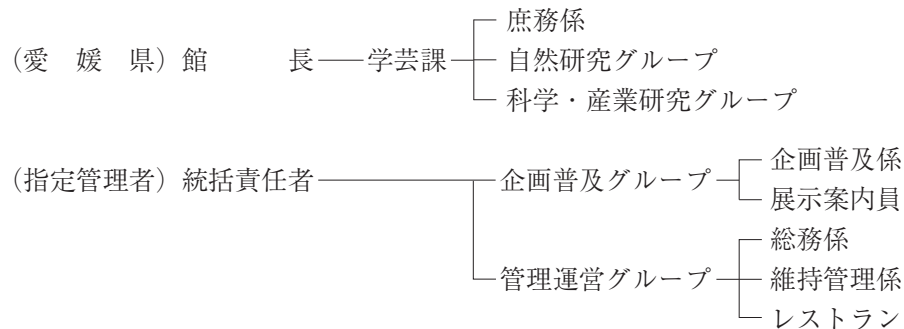 庶務係
(愛　媛　県) 館　　　長 学芸課 自然研究グループ
科学・産業研究グループ
企画普及係
(指定管理者) 統括責任者 企画普及グループ
展示案内員
総務係
管理運営グループ 維持管理係
レストラン